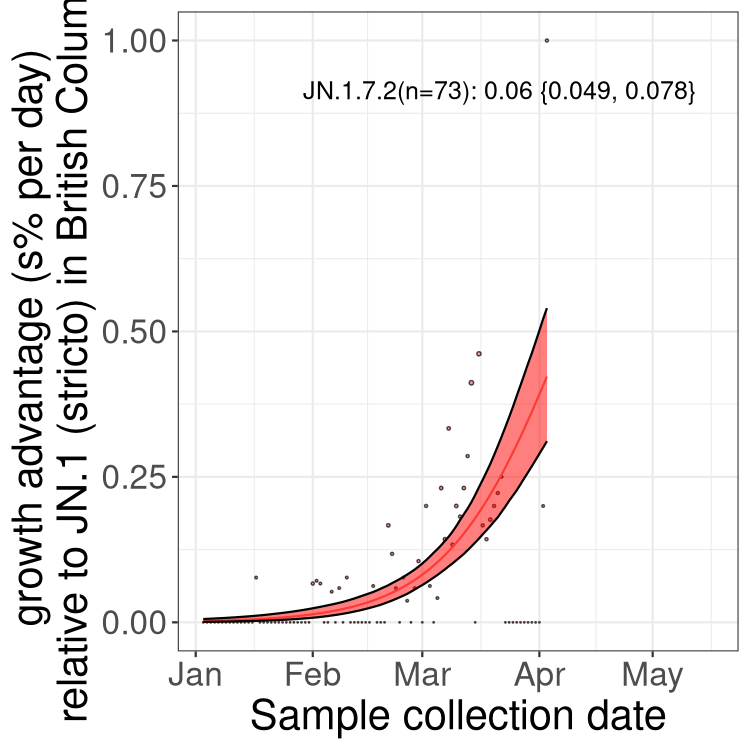 growth advantage (s% per day)
relative to JN.1 (stricto) in British Colum
1.00
0.75
0.50
0.25
0.00
JN.1.7.2(n=73): 0.06 {0.049, 0.078}
Jan Feb Mar Apr May
Sample collection date